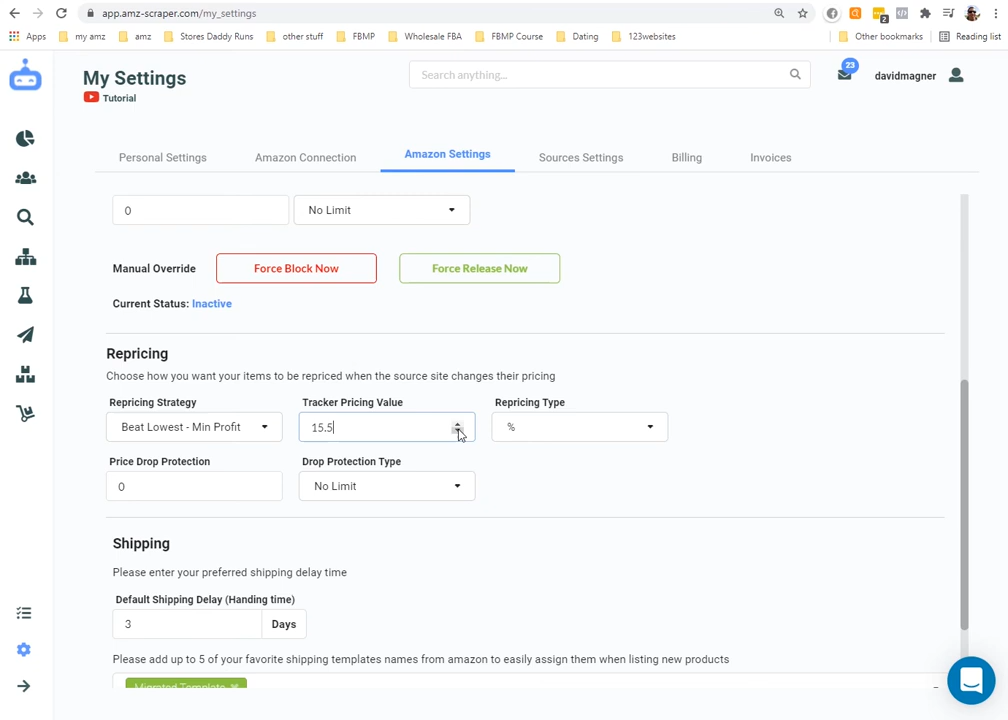 app.amz-scraper.com/my_settings
2
Apps my amz amz Stores Daddy Runs other stuff FBMP Wholesale FBA FBMP Course Dating 123websites Other bookmarks Reading list
My Settings
Tutorial
Search anything...
23
davidmagner
Personal Settings Amazon Connection Amazon Settings Sources Settings Billing Invoices
0 No Limit
Manual Override Force Block Now Force Release Now
Current Status: Inactive
Repricing
Choose how you want your items to be repriced when the source site changes their pricing
Repricing Strategy Tracker Pricing Value Repricing Type
Beat Lowest - Min Profit 15.5 %
Price Drop Protection Drop Protection Type
0 No Limit
Shipping
Please enter your preferred shipping delay time
Default Shipping Delay (Handing time)
3 Days
Please add up to 5 of your favorite shipping templates names from amazon to easily assign them when listing new products
Migrated Template